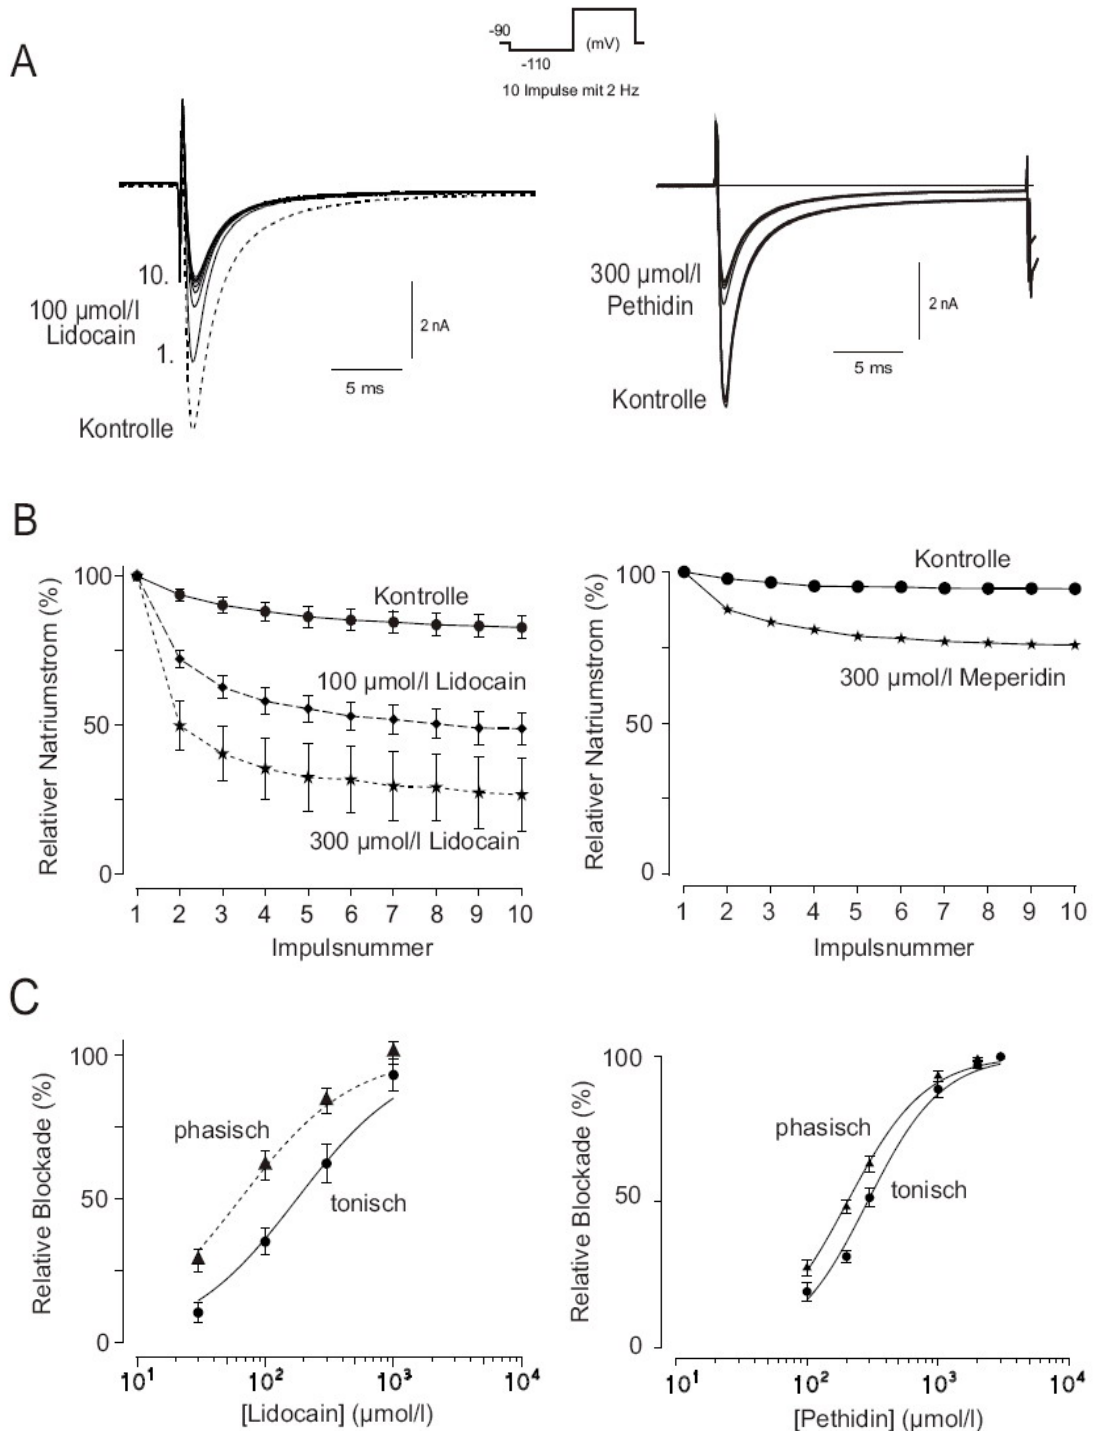 A
-90
(mV)
-110
10 Impulse mit 2 Hz
10.
100 µmol/l
Lidocain
1.
Kontrolle
2 nA
5 ms
300 µmol/l
Pethidin
Kontrolle
2 nA
5 ms
B
Relativer Natriumstrom (%)
100
50
0
Kontrolle
100 µmol/l Lidocain
300 µmol/l Lidocain
1 2 3 4 5 6 7 8 9 10
Impulsnummer
Relativer Natriumstrom (%)
100
50
0
Kontrolle
300 µmol/l Meperidin
1 2 3 4 5 6 7 8 9 10
Impulsnummer
C
Relative Blockade (%)
100
50
0
phasisch
tonisch
10¹ 10² 10³ 10⁴
[Lidocain] (µmol/l)
Relative Blockade (%)
100
50
0
phasisch
tonisch
10¹ 10² 10³ 10⁴
[Pethidin] (µmol/l)